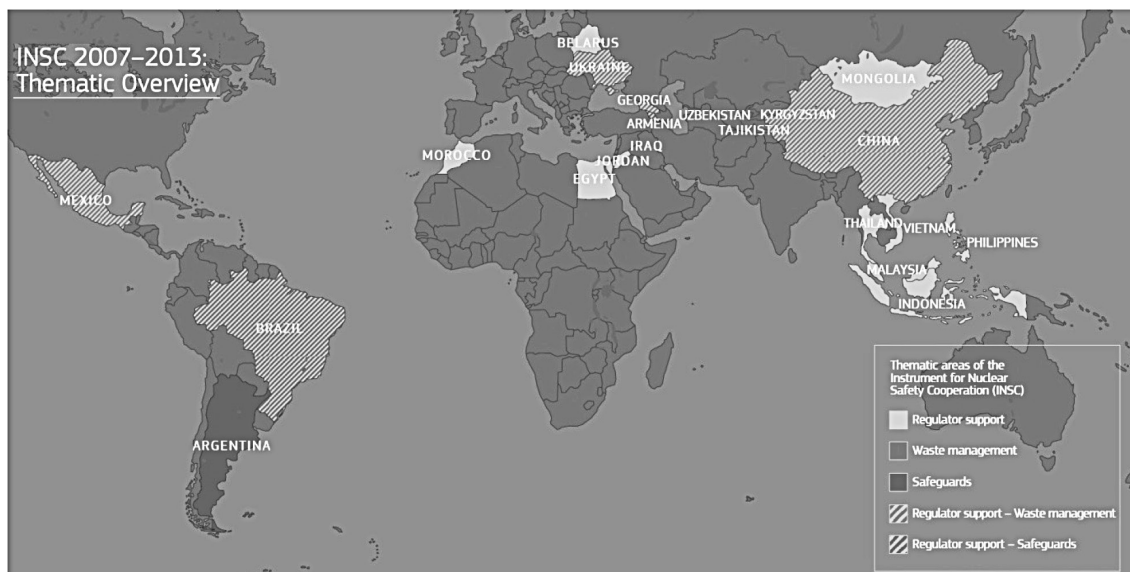 INSC 2007–2013:
Thematic Overview
BELARUS
UKRAINE
MONGOLIA
GEORGIA
UZBEKISTAN
KYRGYZSTAN
ARMENIA
TAJIKISTAN
CHINA
IRAQ
MOROCCO
JORDAN
EGYPT
MEXICO
THAILAND
VIETNAM
PHILIPPINES
MALAYSIA
INDONESIA
BRAZIL
ARGENTINA
Thematic areas of the
Instrument for Nuclear
Safety Cooperation (INSC)
Regulator support
Waste management
Safeguards
Regulator support – Waste management
Regulator support – Safeguards